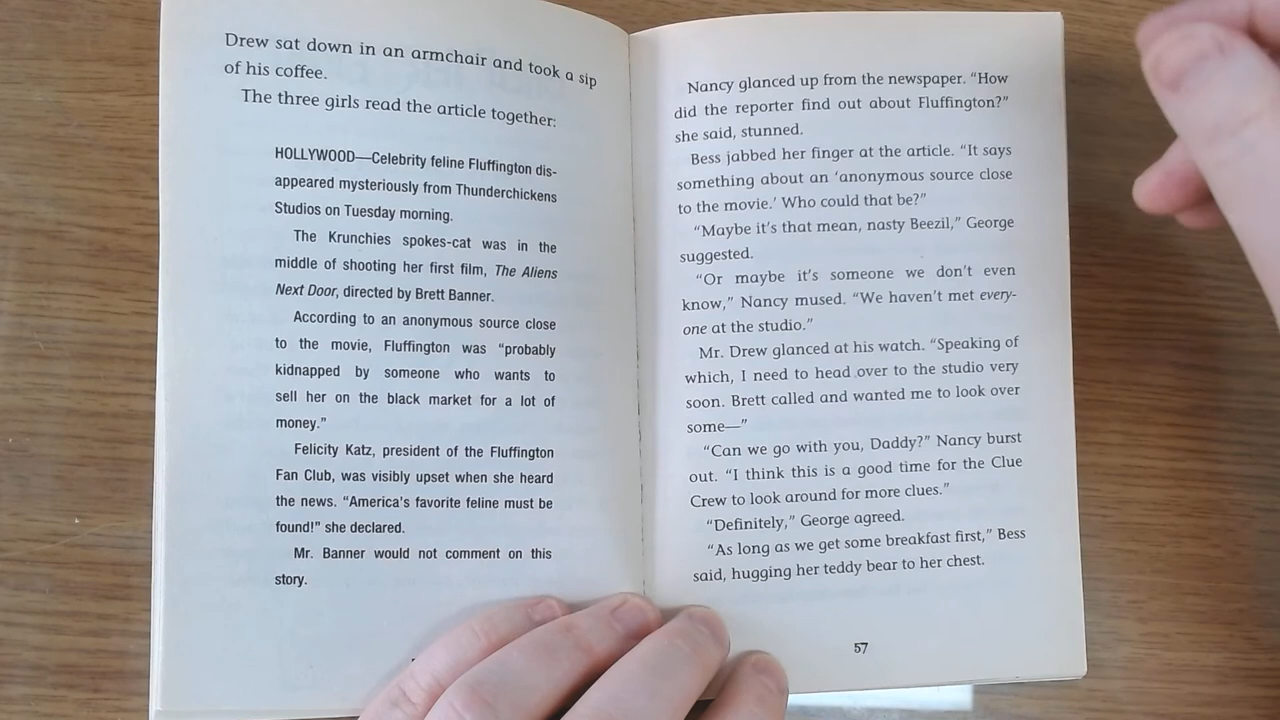 Drew sat down in an armchair and took a sip
of his coffee.
The three girls read the article together:
HOLLYWOOD—Celebrity feline Fluffington dis-
appeared mysteriously from Thunderchickens
Studios on Tuesday morning.
The Krunchies spokes-cat was in the
middle of shooting her first film, The Aliens
Next Door, directed by Brett Banner.
According to an anonymous source close
to the movie, Fluffington was “probably
kidnapped by someone who wants to
sell her on the black market for a lot of
money.”
Felicity Katz, president of the Fluffington
Fan Club, was visibly upset when she heard
the news. “America's favorite feline must be
found!” she declared.
Mr. Banner would not comment on this
story.
Nancy glanced up from the newspaper. “How
did the reporter find out about Fluffington?”
she said, stunned.
Bess jabbed her finger at the article. “It says
something about an ‘anonymous source close
to the movie.’ Who could that be?”
“Maybe it’s that mean, nasty Beezil,” George
suggested.
“Or maybe it’s someone we don’t even
know,” Nancy mused. “We haven’t met every-
one at the studio.”
Mr. Drew glanced at his watch. “Speaking of
which, I need to head over to the studio very
soon. Brett called and wanted me to look over
some—”
“Can we go with you, Daddy?” Nancy burst
out. “I think this is a good time for the Clue
Crew to look around for more clues.”
“Definitely,” George agreed.
“As long as we get some breakfast first,” Bess
said, hugging her teddy bear to her chest.
57